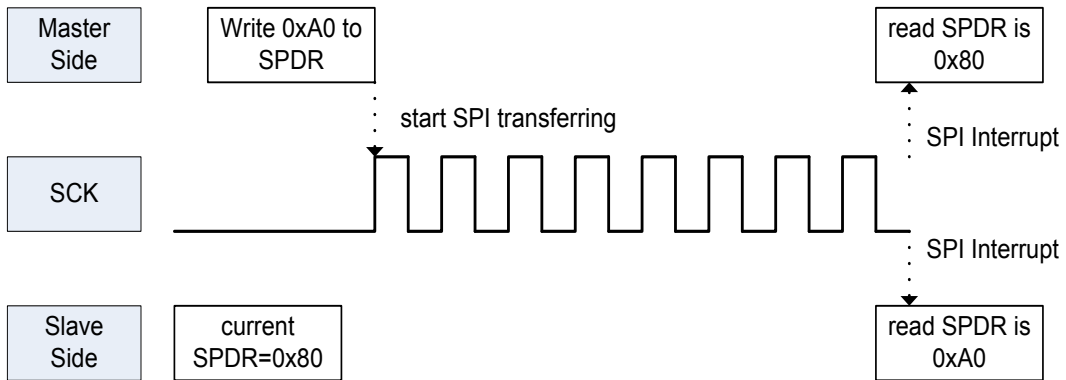 Master
Side
Write 0xA0 to
SPDR
read SPDR is
0x80
start SPI transferring
SPI Interrupt
SCK
SPI Interrupt
Slave
Side
current
SPDR=0x80
read SPDR is
0xA0